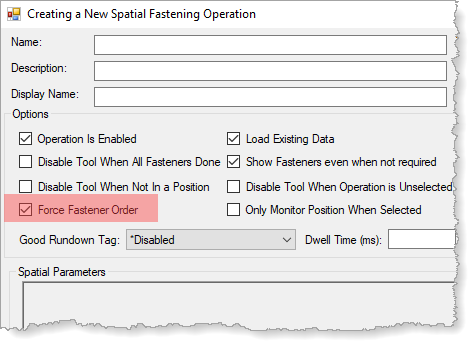 Creating a New Spatial Fastening Operation
Name:
Description:
Display Name:
Options
Operation Is Enabled
Load Existing Data
Disable Tool When All Fasteners Done
Show Fasteners even when not required
Disable Tool When Not In a Position
Disable Tool When Operation is Unselected
Force Fastener Order
Only Monitor Position When Selected
Good Rundown Tag: *Disabled Dwell Time (ms):
Spatial Parameters